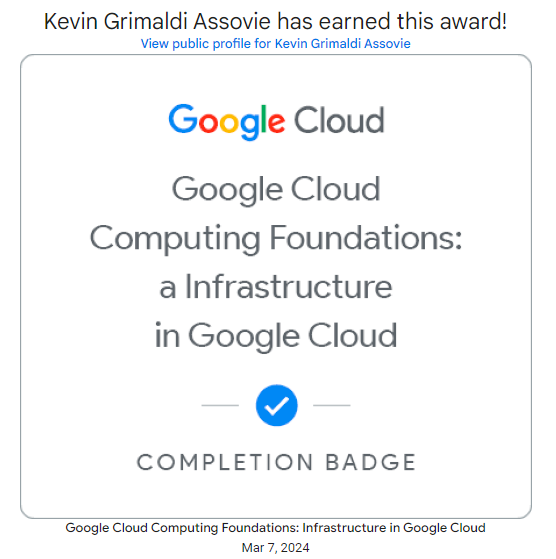 Kevin Grimaldi Assovie has earned this award!
View public profile for Kevin Grimaldi Assovie
Google Cloud
Google Cloud
Computing Foundations:
a Infrastructure
in Google Cloud
COMPLETION BADGE
Google Cloud Computing Foundations: Infrastructure in Google Cloud
Mar 7, 2024